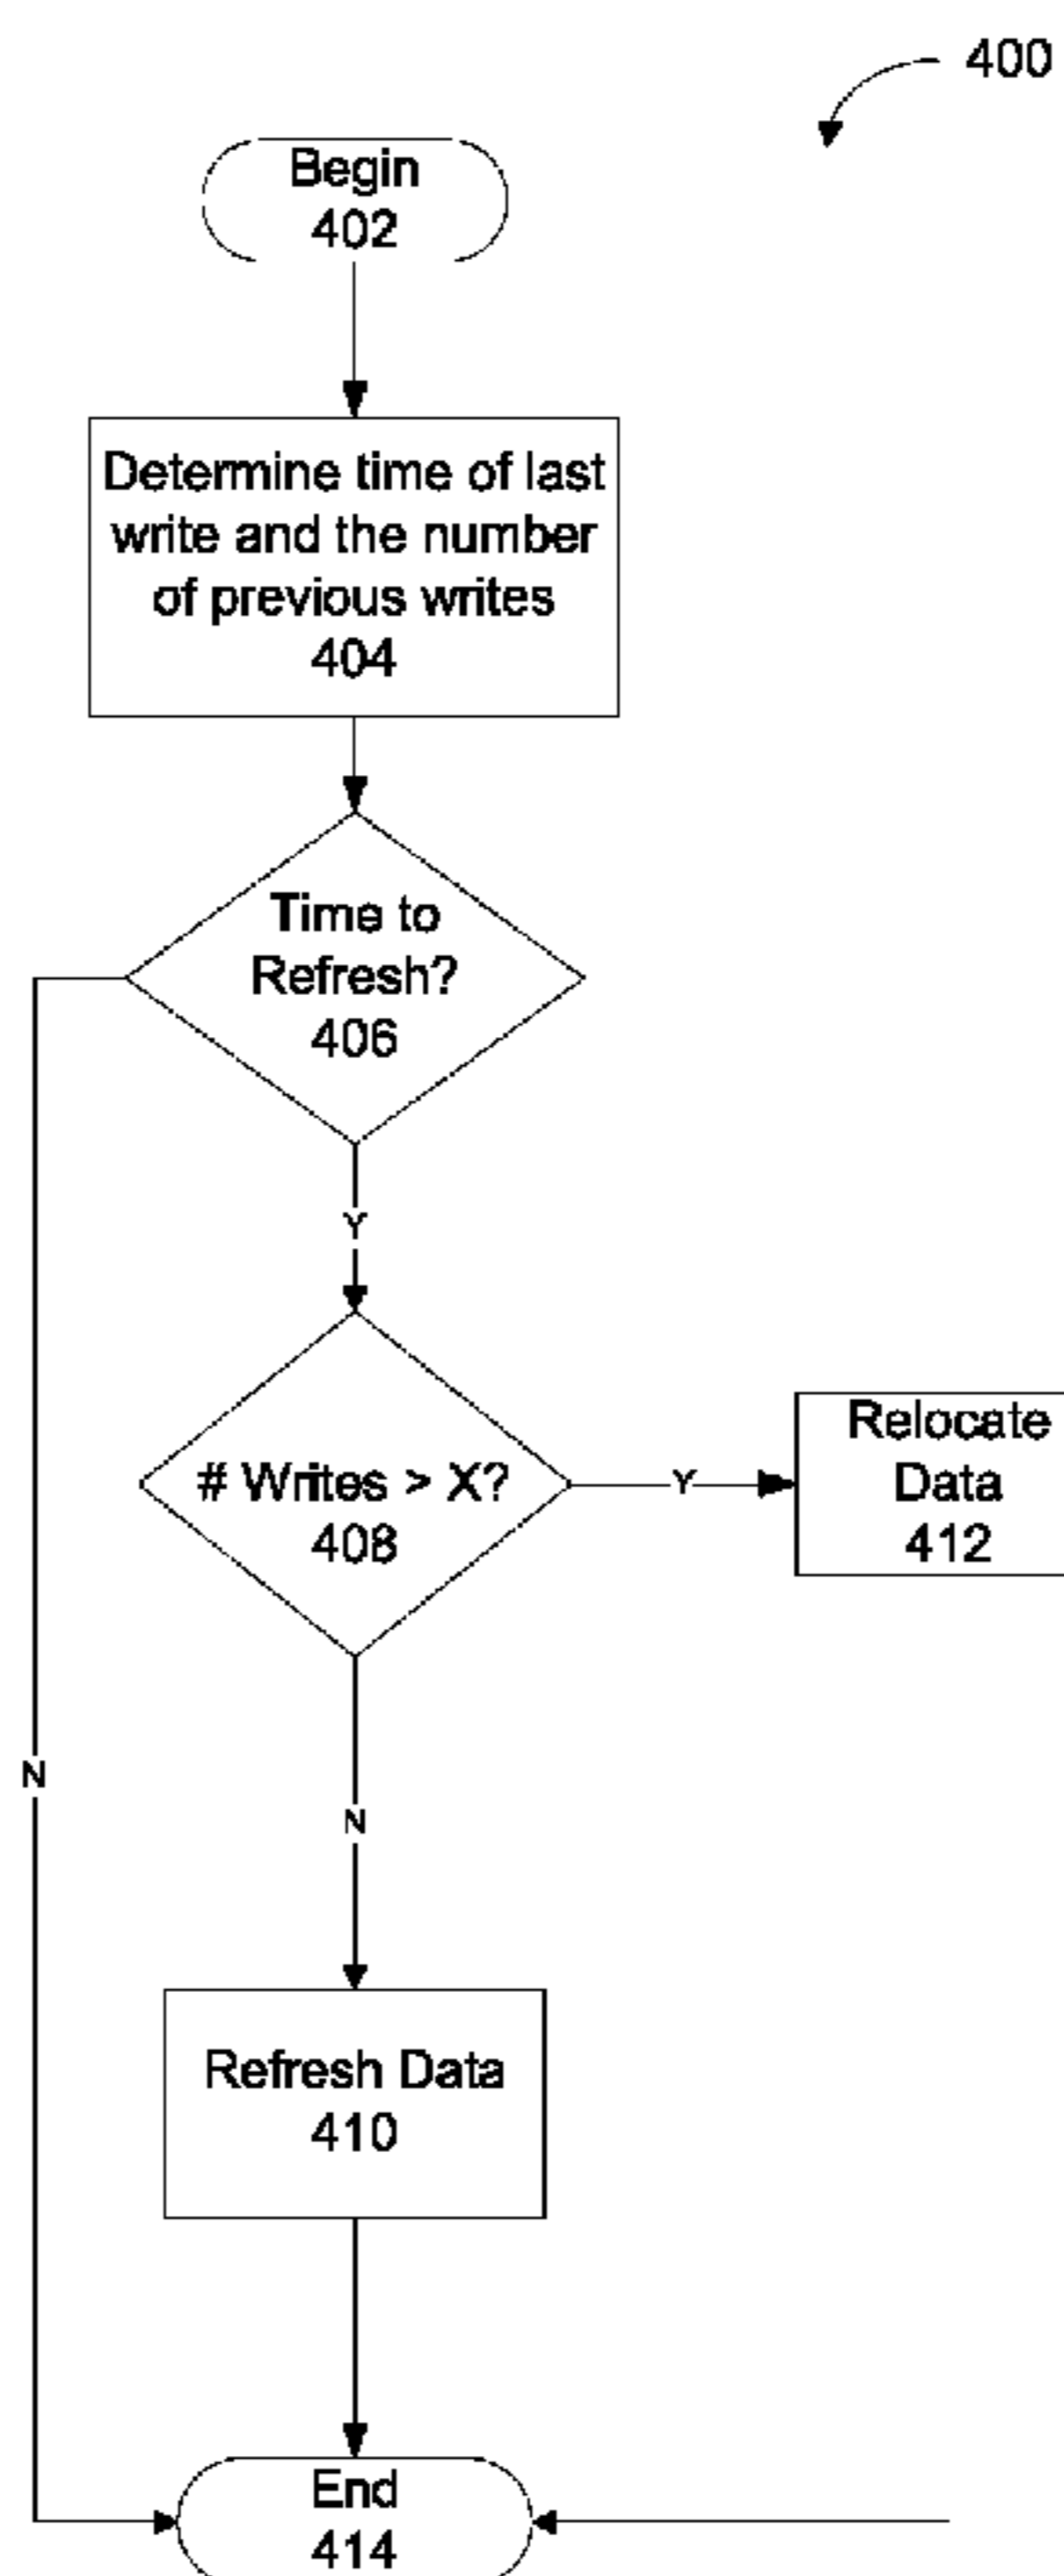 400
Begin
402
Determine time of last
write and the number
of previous writes
404
Time to
Refresh?
406
Y
# Writes > X?
408
Y
Relocate
Data
412
N
N
Refresh Data
410
End
414